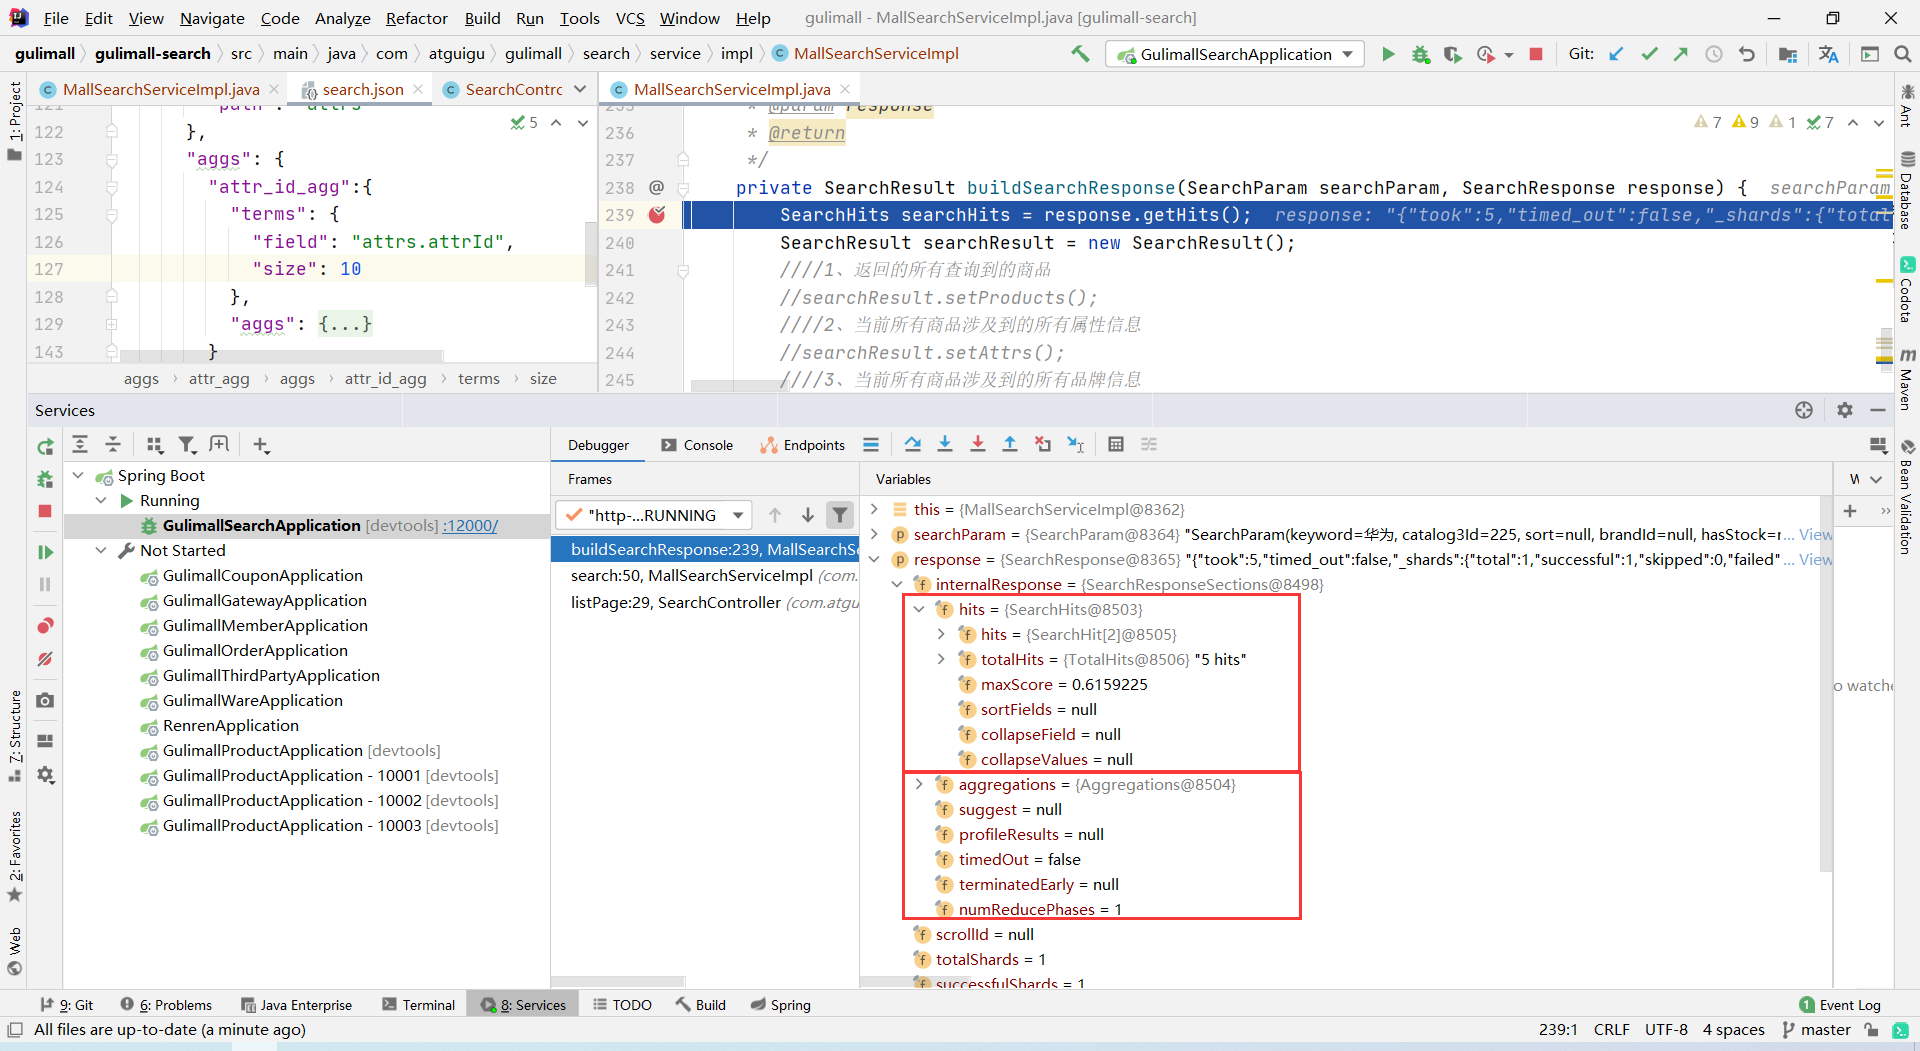 File Edit View Navigate Code Analyze Refactor Build Run Tools VCS Window Help gulimall - MallSearchServiceImpl.java [gulimall-search]
gulimall gulimall-search src main java com atguigu gulimall search service impl MallSearchServiceImpl GulimallSearchApplication Git:
MallSearchServiceImpl.java search.json SearchContrc MallSearchServiceImpl.java
1: Project
7: Structure
2: Favorites
Web
Ant
Database
Codota
Maven
Bean Validation
5
122 },
123 "aggs": {
124 "attr_id_agg":{
125 "terms": {
126 "field": "attrs.attrId",
127 "size": 10
128 },
129 "aggs": {...}
143 }
aggs attr_agg aggs attr_id_agg terms size
7 9 1 7
235 * @param response
236 * @return
237 */
238 @ private SearchResult buildSearchResponse(SearchParam searchParam, SearchResponse response) { searchParam
239 SearchHits searchHits = response.getHits(); response: "{"took":5,"timed_out":false,"_shards":{"total
240 SearchResult searchResult = new SearchResult();
241 ////1、返回的所有查询到的商品
242 //searchResult.setProducts();
243 ////2、当前所有商品涉及到的所有属性信息
244 //searchResult.setAttrs();
245 ////3、当前所有商品涉及到的所有品牌信息
Services
Spring Boot
Running
GulimallSearchApplication [devtools] :12000/
Not Started
GulimallCouponApplication
GulimallGatewayApplication
GulimallMemberApplication
GulimallOrderApplication
GulimallThirdPartyApplication
GulimallWareApplication
RenrenApplication
GulimallProductApplication [devtools]
GulimallProductApplication - 10001 [devtools]
GulimallProductApplication - 10002 [devtools]
GulimallProductApplication - 10003 [devtools]
Debugger Console Endpoints
Frames
"http-...RUNNING
buildSearchResponse:239, MallSearchSe
search:50, MallSearchServiceImpl (com.
listPage:29, SearchController (com.atgu
Variables
this = {MallSearchServiceImpl@8362}
searchParam = {SearchParam@8364} "SearchParam(keyword=华为, catalog3Id=225, sort=null, brandId=null, hasStock=r... View
response = {SearchResponse@8365} "{"took":5,"timed_out":false,"_shards":{"total":1,"successful":1,"skipped":0,"failed" ... View
internalResponse = {SearchResponseSections@8498}
hits = {SearchHits@8503}
hits = {SearchHit[2]@8505}
totalHits = {TotalHits@8506} "5 hits"
maxScore = 0.6159225
sortFields = null
collapseField = null
collapseValues = null
aggregations = {Aggregations@8504}
suggest = null
profileResults = null
timedOut = false
terminatedEarly = null
numReducePhases = 1
scrollId = null
totalShards = 1
successfulShards = 1
W
o watche
9: Git 6: Problems Java Enterprise Terminal 8: Services TODO Build Spring 1 Event Log
All files are up-to-date (a minute ago) 239:1 CRLF UTF-8 4 spaces master